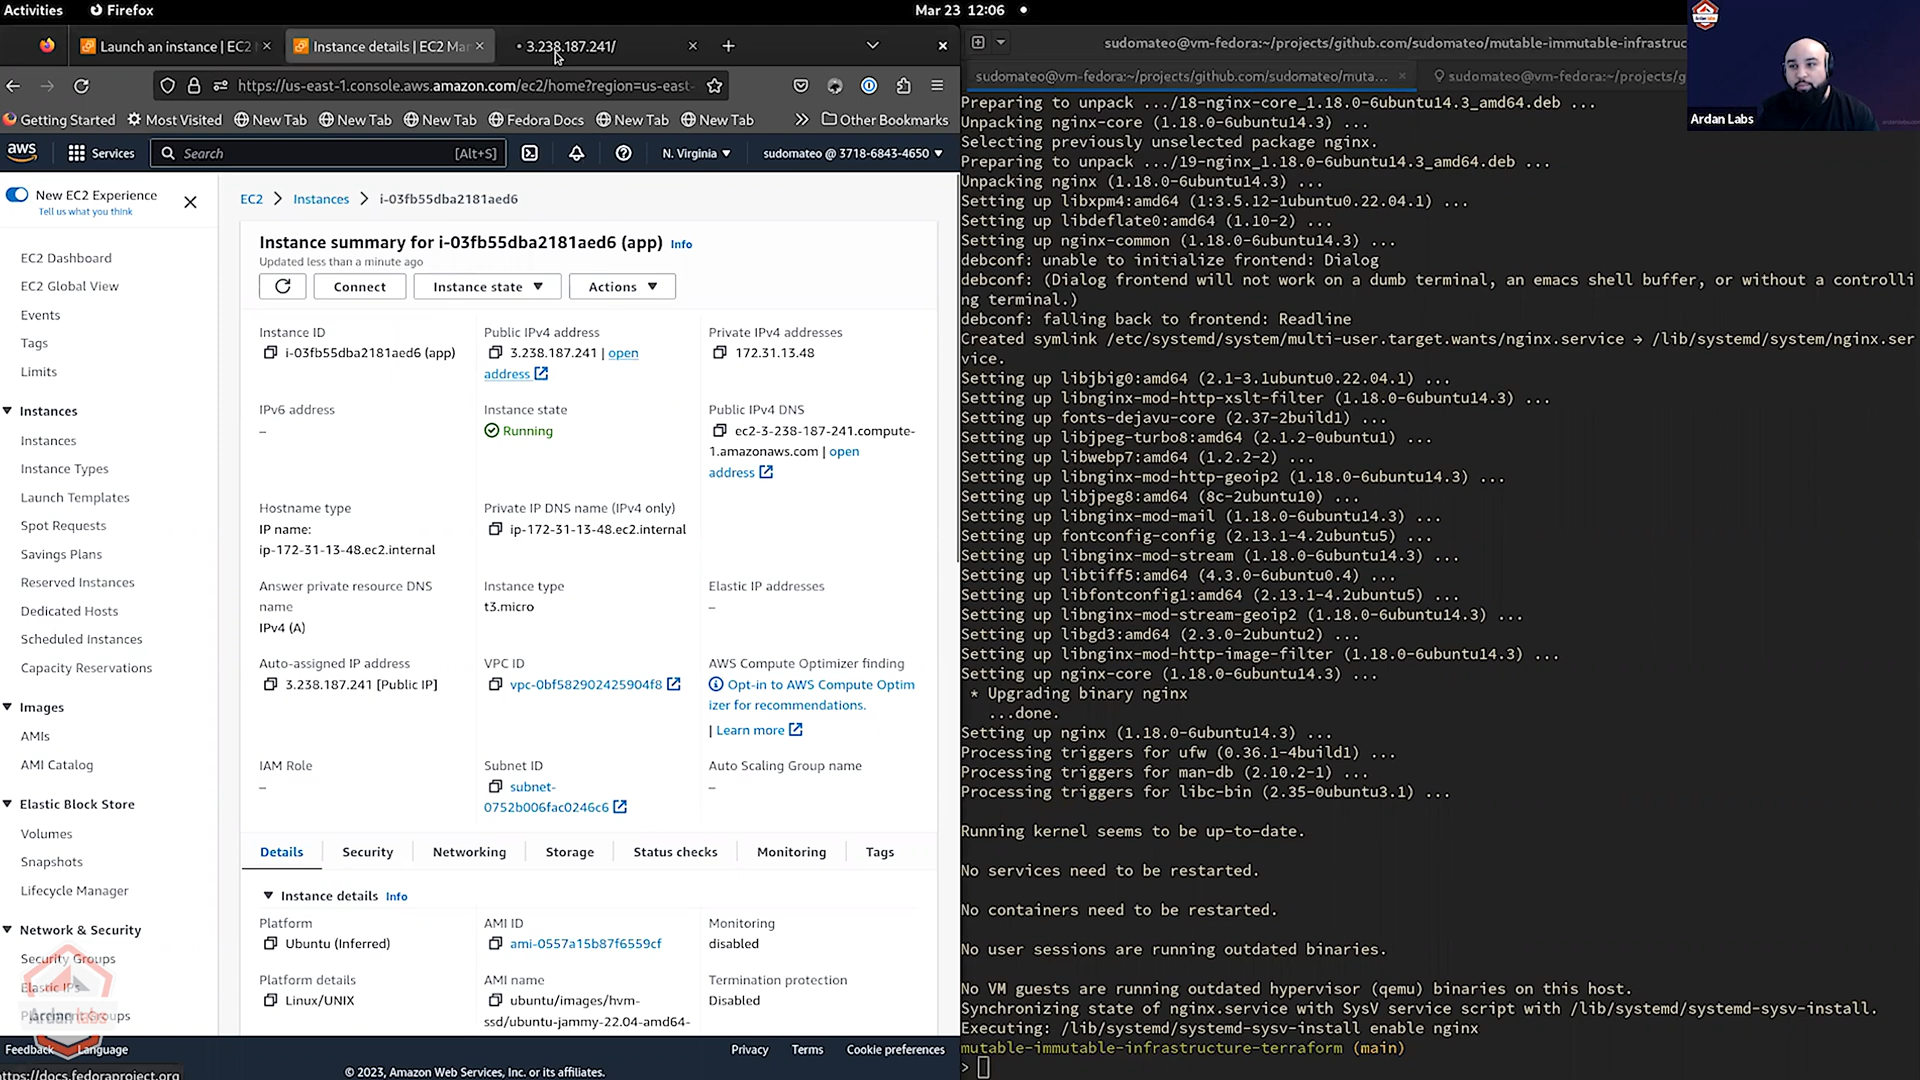 Activities
Firefox
Mar 23 12:06
Launch an instance | EC2
Instance details | EC2 Mar
3.238.187.241/
https://us-east-1.console.aws.amazon.com/ec2/home?region=us-east-
Getting Started
Most Visited
New Tab
New Tab
New Tab
Fedora Docs
New Tab
New Tab
Other Bookmarks
aws
Services
Search
[Alt+S]
N. Virginia
sudomateo @ 3718-6843-4650
New EC2 Experience
Tell us what you think
EC2 Dashboard
EC2 Global View
Events
Tags
Limits
Instances
Instances
Instance Types
Launch Templates
Spot Requests
Savings Plans
Reserved Instances
Dedicated Hosts
Scheduled Instances
Capacity Reservations
Images
AMIs
AMI Catalog
Elastic Block Store
Volumes
Snapshots
Lifecycle Manager
Network & Security
Security Groups
Elastic IPs
Placement Groups
Ardan labs
EC2 > Instances > i-03fb55dba2181aed6
Instance summary for i-03fb55dba2181aed6 (app) Info
Updated less than a minute ago
Connect
Instance state
Actions
Instance ID
i-03fb55dba2181aed6 (app)
Public IPv4 address
3.238.187.241 | open
address
Private IPv4 addresses
172.31.13.48
IPv6 address
–
Instance state
Running
Public IPv4 DNS
ec2-3-238-187-241.compute-
1.amazonaws.com | open
address
Hostname type
IP name:
ip-172-31-13-48.ec2.internal
Private IP DNS name (IPv4 only)
ip-172-31-13-48.ec2.internal
Answer private resource DNS
name
IPv4 (A)
Instance type
t3.micro
Elastic IP addresses
–
Auto-assigned IP address
3.238.187.241 [Public IP]
VPC ID
vpc-0bf582902425904f8
AWS Compute Optimizer finding
Opt-in to AWS Compute Optim
izer for recommendations.
| Learn more
IAM Role
–
Subnet ID
subnet-
0752b006fac0246c6
Auto Scaling Group name
–
Details
Security
Networking
Storage
Status checks
Monitoring
Tags
Instance details Info
Platform
Ubuntu (Inferred)
AMI ID
ami-0557a15b87f6559cf
Monitoring
disabled
Platform details
Linux/UNIX
AMI name
ubuntu/images/hvm-
ssd/ubuntu-jammy-22.04-amd64-
Termination protection
Disabled
Feedback
Language
Privacy
Terms
Cookie preferences
https://docs.fedoraproject.org
© 2023, Amazon Web Services, Inc. or its affiliates.
sudomateo@vm-fedora:~/projects/github.com/sudomateo/mutable-immutable-infrastruc
sudomateo@vm-fedora:~/projects/github.com/sudomateo/muta...
sudomateo@vm-fedora:~/projects/g
Ardan Labs
Preparing to unpack .../18-nginx-core_1.18.0-6ubuntu14.3_amd64.deb ...
Unpacking nginx-core (1.18.0-6ubuntu14.3) ...
Selecting previously unselected package nginx.
Preparing to unpack .../19-nginx_1.18.0-6ubuntu14.3_amd64.deb ...
Unpacking nginx (1.18.0-6ubuntu14.3) ...
Setting up libxpm4:amd64 (1:3.5.12-1ubuntu0.22.04.1) ...
Setting up libdeflate0:amd64 (1.10-2) ...
Setting up nginx-common (1.18.0-6ubuntu14.3) ...
debconf: unable to initialize frontend: Dialog
debconf: (Dialog frontend will not work on a dumb terminal, an emacs shell buffer, or without a controlli
ng terminal.)
debconf: falling back to frontend: Readline
Created symlink /etc/systemd/system/multi-user.target.wants/nginx.service → /lib/systemd/system/nginx.ser
vice.
Setting up libjbig0:amd64 (2.1-3.1ubuntu0.22.04.1) ...
Setting up libnginx-mod-http-xslt-filter (1.18.0-6ubuntu14.3) ...
Setting up fonts-dejavu-core (2.37-2build1) ...
Setting up libjpeg-turbo8:amd64 (2.1.2-0ubuntu1) ...
Setting up libwebp7:amd64 (1.2.2-2) ...
Setting up libnginx-mod-http-geoip2 (1.18.0-6ubuntu14.3) ...
Setting up libjpeg8:amd64 (8c-2ubuntu10) ...
Setting up libnginx-mod-mail (1.18.0-6ubuntu14.3) ...
Setting up fontconfig-config (2.13.1-4.2ubuntu5) ...
Setting up libnginx-mod-stream (1.18.0-6ubuntu14.3) ...
Setting up libtiff5:amd64 (4.3.0-6ubuntu0.4) ...
Setting up libfontconfig1:amd64 (2.13.1-4.2ubuntu5) ...
Setting up libnginx-mod-stream-geoip2 (1.18.0-6ubuntu14.3) ...
Setting up libgd3:amd64 (2.3.0-2ubuntu2) ...
Setting up libnginx-mod-http-image-filter (1.18.0-6ubuntu14.3) ...
Setting up nginx-core (1.18.0-6ubuntu14.3) ...
* Upgrading binary nginx
...done.
Setting up nginx (1.18.0-6ubuntu14.3) ...
Processing triggers for ufw (0.36.1-4build1) ...
Processing triggers for man-db (2.10.2-1) ...
Processing triggers for libc-bin (2.35-0ubuntu3.1) ...
Running kernel seems to be up-to-date.
No services need to be restarted.
No containers need to be restarted.
No user sessions are running outdated binaries.
No VM guests are running outdated hypervisor (qemu) binaries on this host.
Synchronizing state of nginx.service with SysV service script with /lib/systemd/systemd-sysv-install.
Executing: /lib/systemd/systemd-sysv-install enable nginx
mutable-immutable-infrastructure-terraform (main)
>